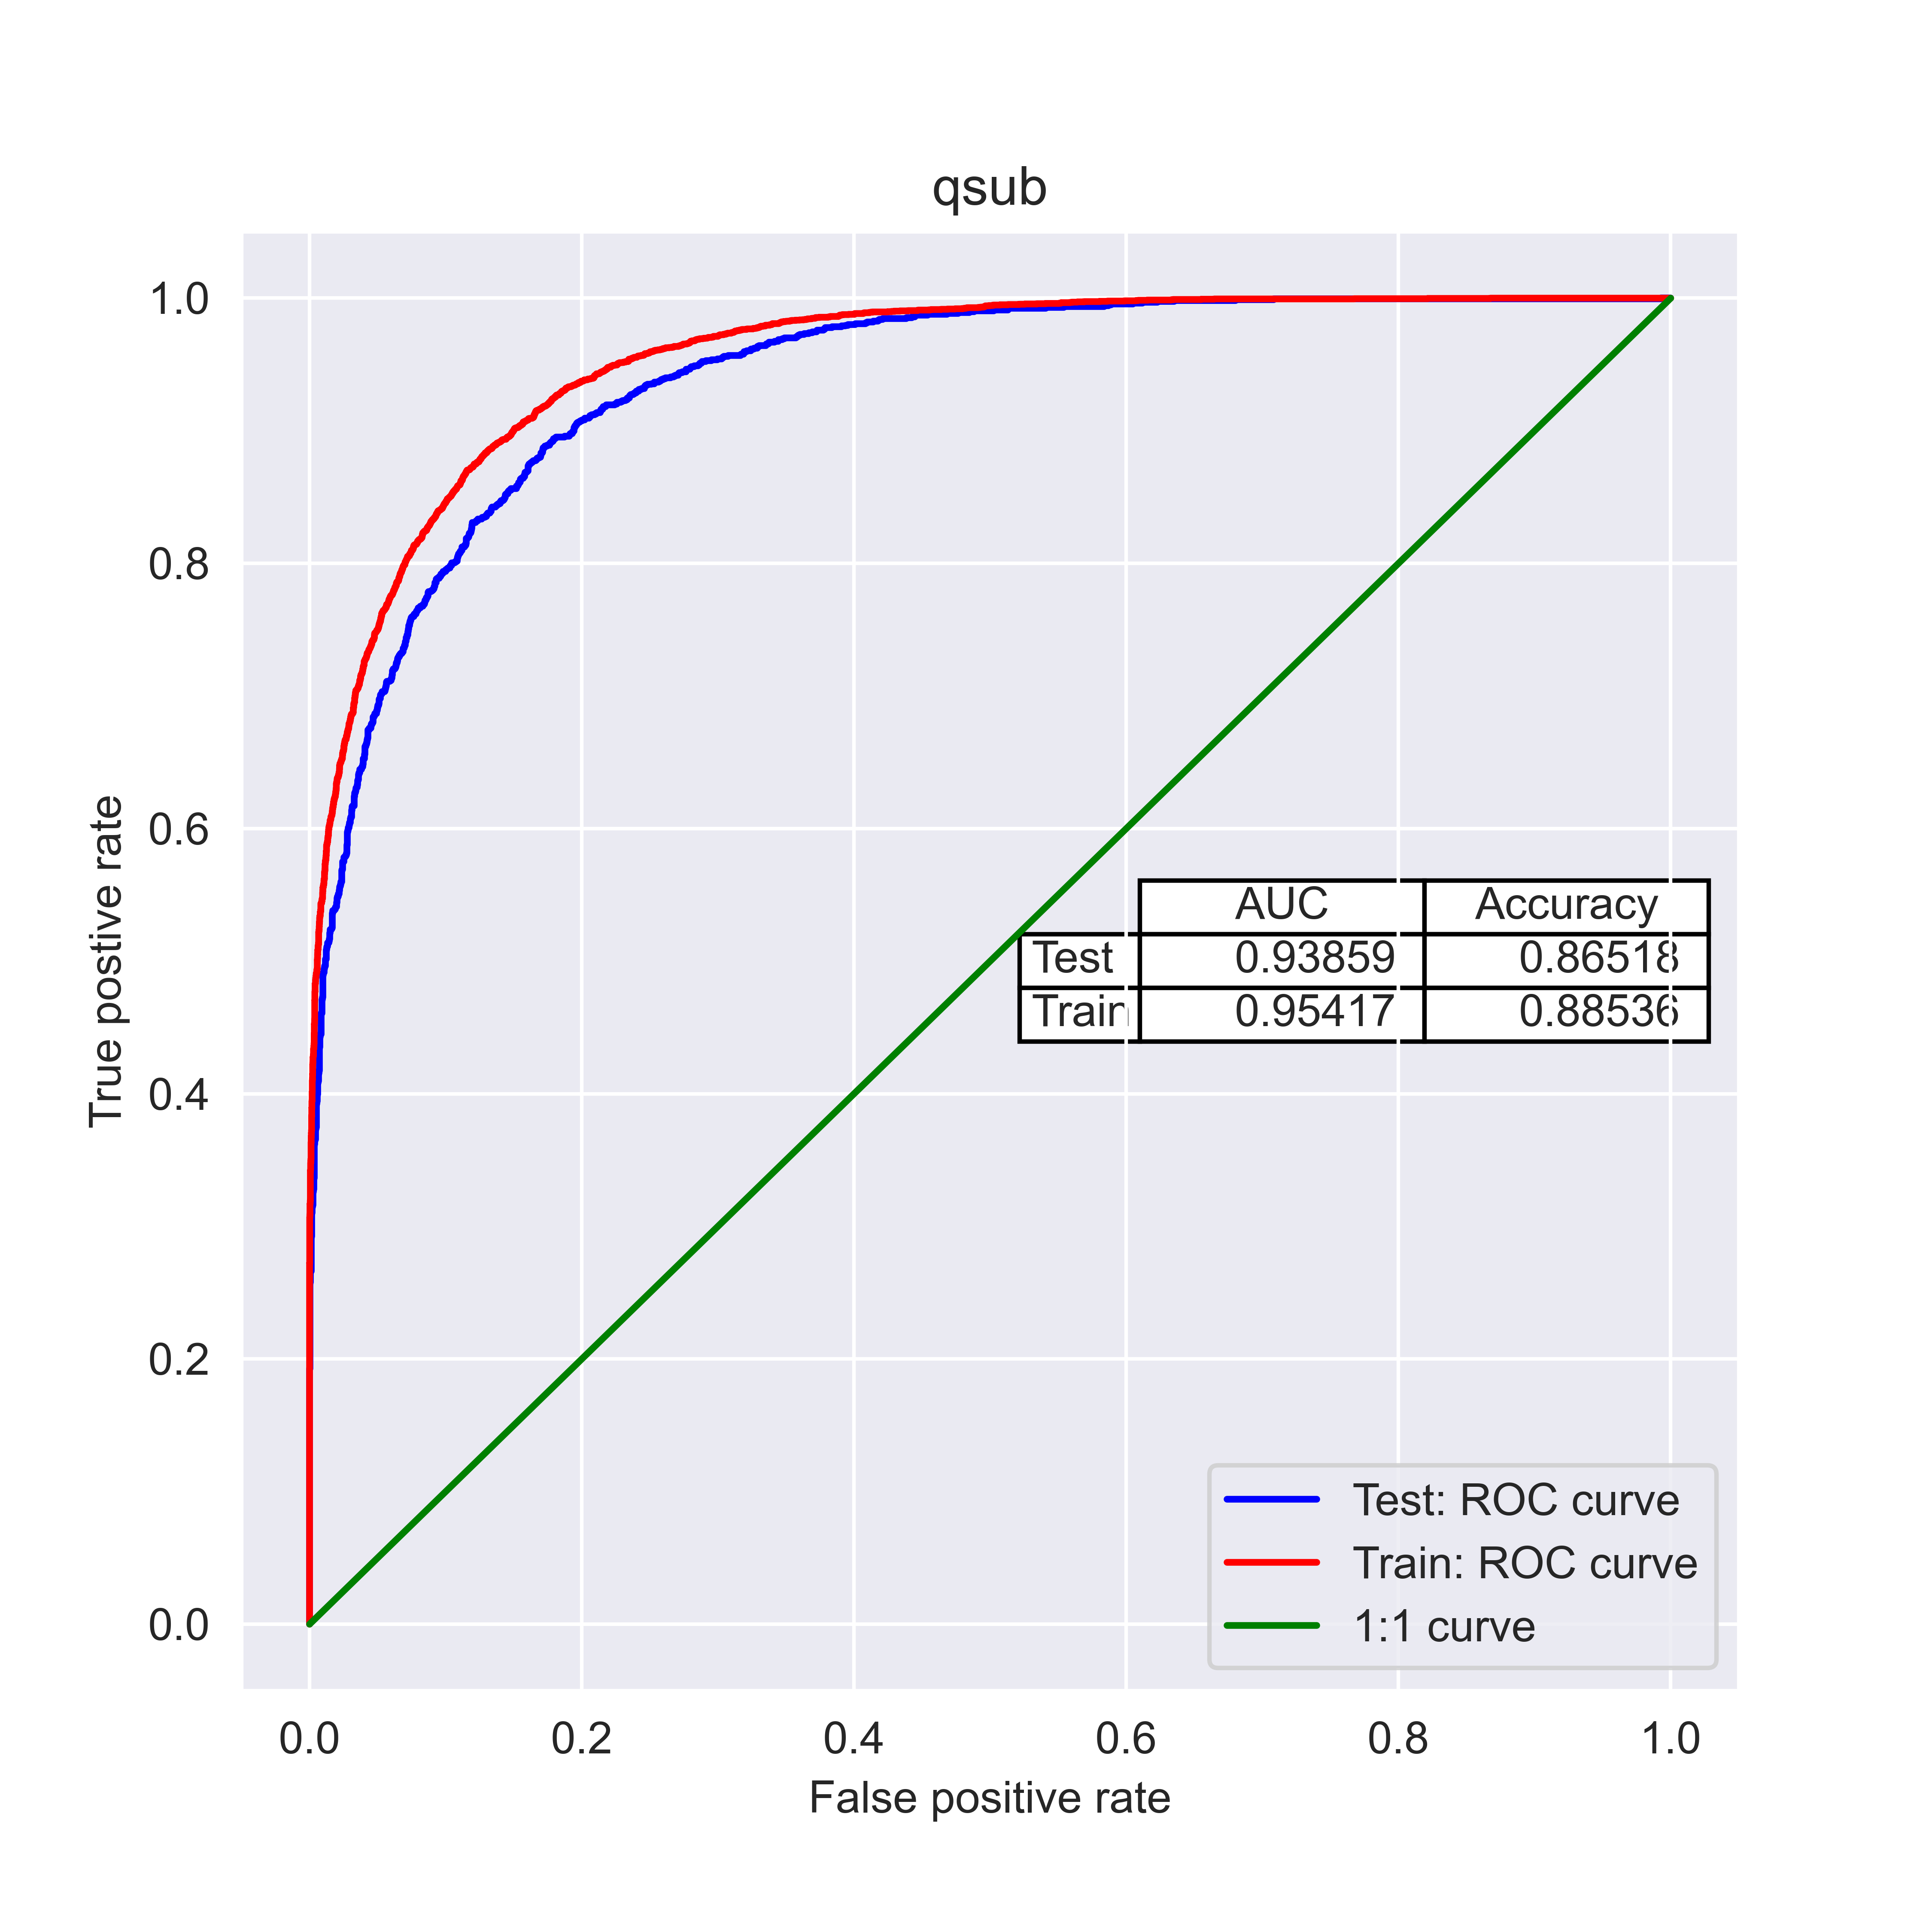 qsub
1.0
0.8
0.6
0.4
0.2
0.0
True postive rate
AUC Accuracy
Test 0.93859 0.86518
Train 0.95417 0.88536
Test: ROC curve
Train: ROC curve
1:1 curve
0.0 0.2 0.4 0.6 0.8 1.0
False positive rate